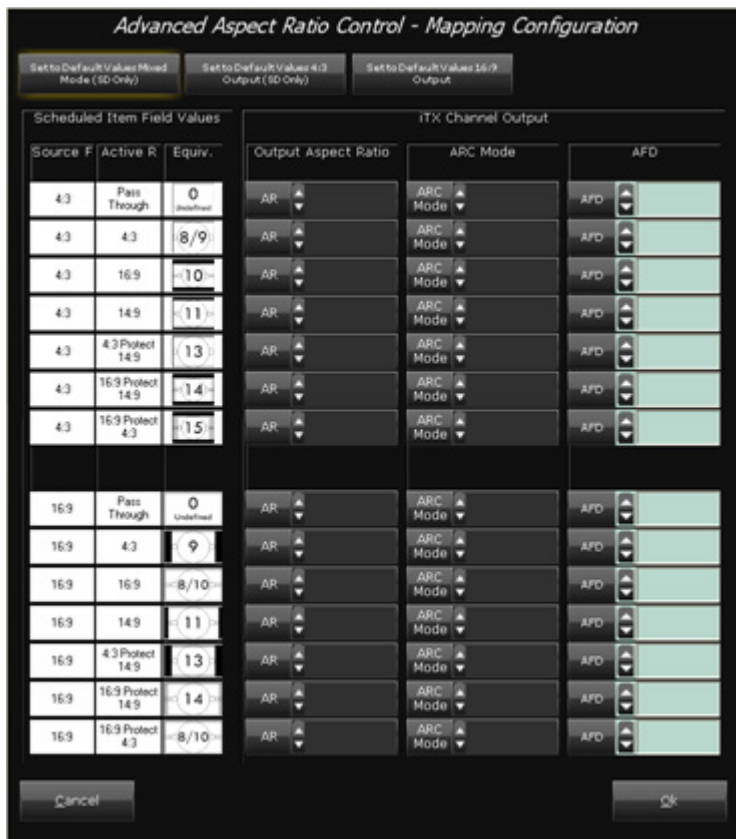 Advanced Aspect Ratio Control - Mapping Configuration
Set to Default Values Mixed Mode (SD Only)
Set to Default Values 4:3 Output (SD Only)
Set to Default Values 16:9 Output
Scheduled Item Field Values
iTX Channel Output
Source F Active R Equiv. Output Aspect Ratio ARC Mode AFD
4:3 Pass Through 0 Undefined AR ARC Mode AFD
4:3 4:3 8/9 AR ARC Mode AFD
4:3 16:9 10 AR ARC Mode AFD
4:3 14:9 11 AR ARC Mode AFD
4:3 4:3 Protect 14:9 13 AR ARC Mode AFD
4:3 16:9 Protect 14:9 14 AR ARC Mode AFD
4:3 16:9 Protect 4:3 15 AR ARC Mode AFD
16:9 Pass Through 0 Undefined AR ARC Mode AFD
16:9 4:3 9 AR ARC Mode AFD
16:9 16:9 8/10 AR ARC Mode AFD
16:9 14:9 11 AR ARC Mode AFD
16:9 4:3 Protect 14:9 13 AR ARC Mode AFD
16:9 16:9 Protect 14:9 14 AR ARC Mode AFD
16:9 16:9 Protect 4:3 8/10 AR ARC Mode AFD
Cancel
Ok